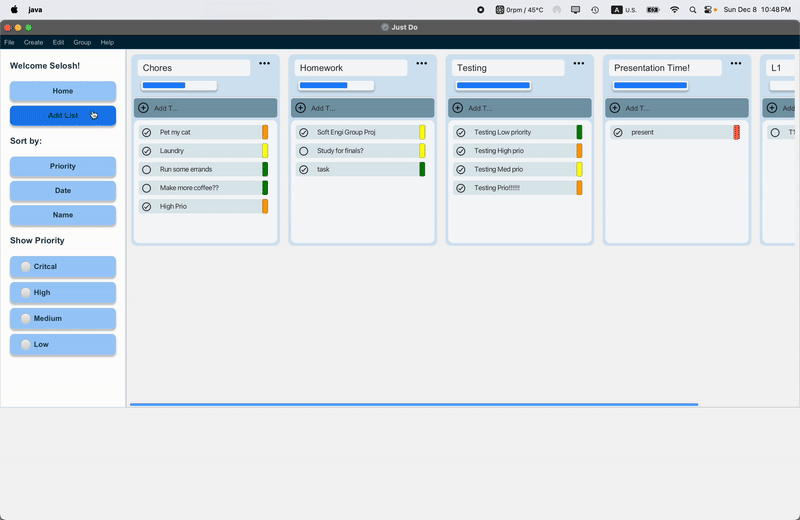 java
0rpm / 45°C
A U.S.
Sun Dec 8 10:48 PM
Just Do
File Create Edit Group Help
Welcome Selosh!
Home
Add List
Sort by:
Priority
Date
Name
Show Priority
Critcal
High
Medium
Low
Chores
Add T...
Pet my cat
Laundry
Run some errands
Make more coffee??
High Prio
Homework
Add T...
Soft Engi Group Proj
Study for finals?
task
Testing
Add T...
Testing Low priority
Testing High prio
Testing Med prio
Testing Prio!!!!!!
Presentation Time!
Add T...
present
L1
Add